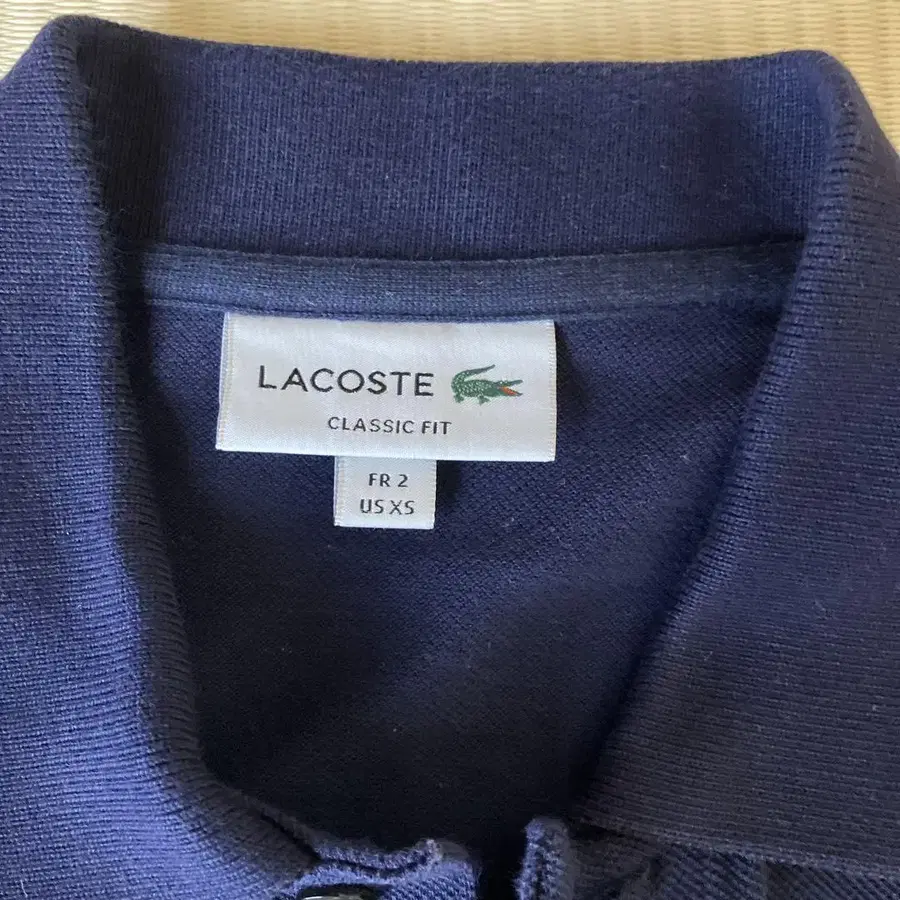 LACOSTE
CLASSIC FIT
FR 2
US XS